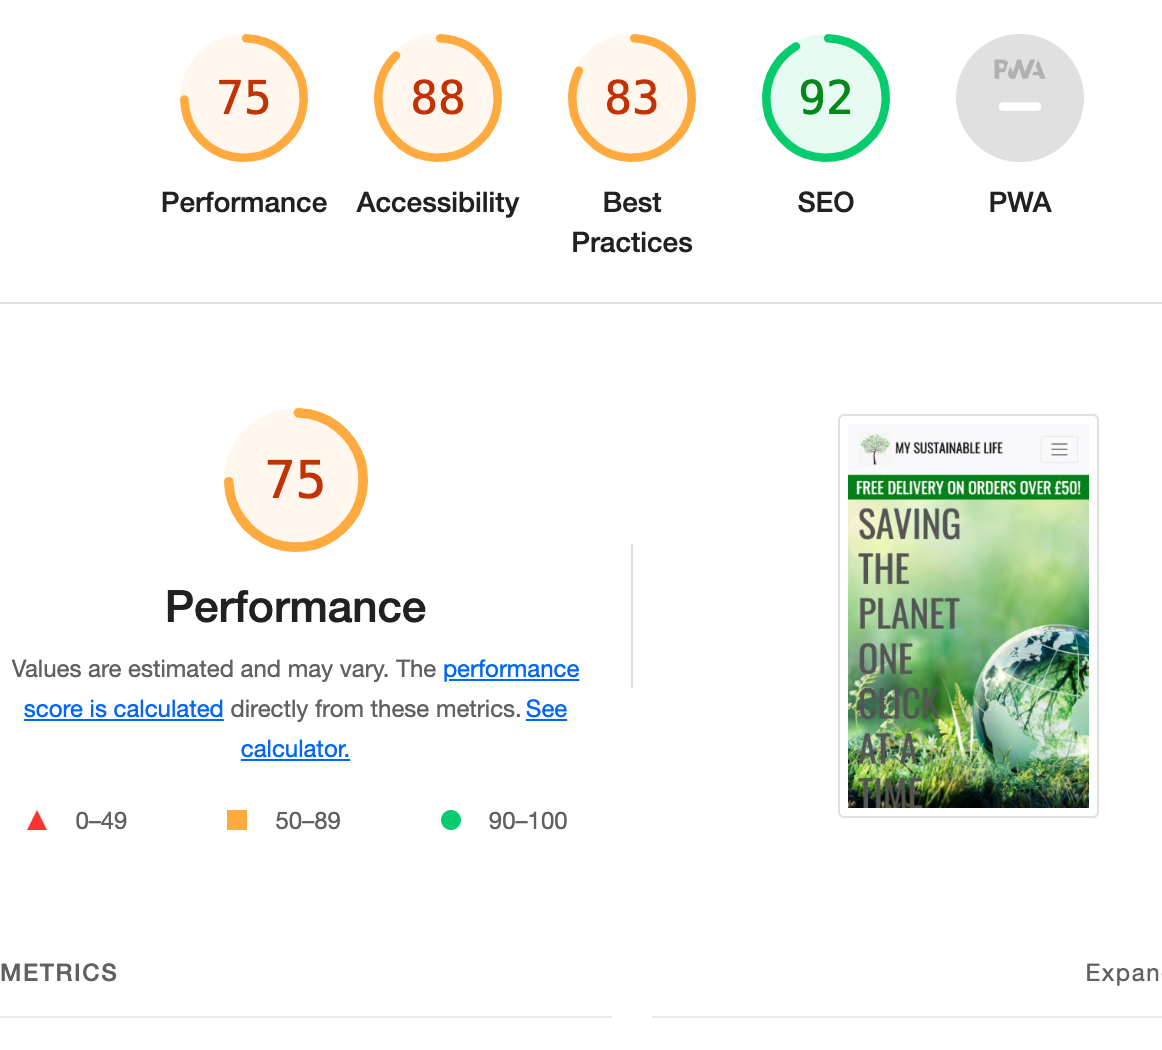 75
88
83
92
PWA
Performance
Accessibility
Best
Practices
SEO
PWA
75
Performance
Values are estimated and may vary. The performance
score is calculated directly from these metrics. See
calculator.
0–49
50–89
90–100
MY SUSTAINABLE LIFE
FREE DELIVERY ON ORDERS OVER £50!
SAVING
THE
PLANET
ONE
CLICK
AT A
TIME
METRICS
Expan